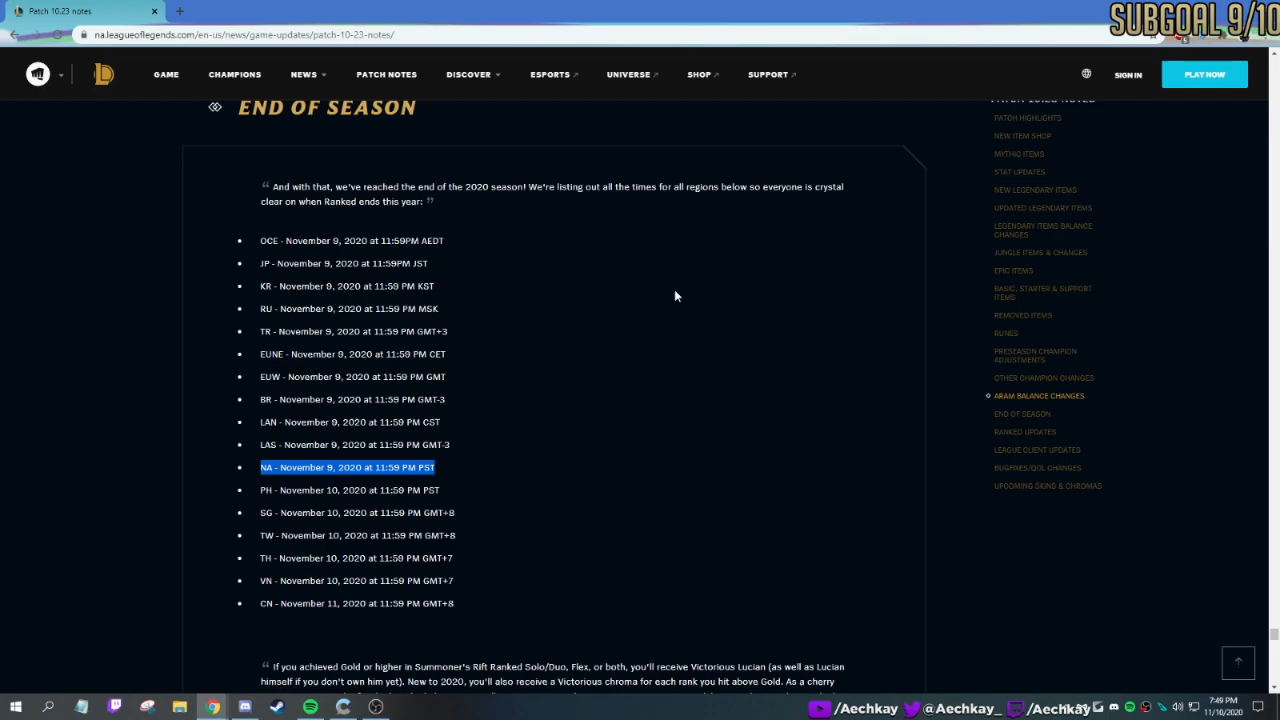 Patch 10.23 notes
SUBGOAL 9/10
na.leagueoflegends.com/en-us/news/game-updates/patch-10-23-notes/
GAME CHAMPIONS NEWS PATCH NOTES DISCOVER ESPORTS UNIVERSE SHOP SUPPORT SIGN IN PLAY NOW
END OF SEASON
“ And with that, we've reached the end of the 2020 season! We're listing out all the times for all regions below so everyone is crystal
clear on when Ranked ends this year: ”
• OCE - November 9, 2020 at 11:59PM AEDT
• JP - November 9, 2020 at 11:59PM JST
• KR - November 9, 2020 at 11:59 PM KST
• RU - November 9, 2020 at 11:59 PM MSK
• TR - November 9, 2020 at 11:59 PM GMT+3
• EUNE - November 9, 2020 at 11:59 PM CET
• EUW - November 9, 2020 at 11:59 PM GMT
• BR - November 9, 2020 at 11:59 PM GMT-3
• LAN - November 9, 2020 at 11:59 PM CST
• LAS - November 9, 2020 at 11:59 PM GMT-3
• NA - November 9, 2020 at 11:59 PM PST
• PH - November 10, 2020 at 11:59 PM PST
• SG - November 10, 2020 at 11:59 PM GMT+8
• TW - November 10, 2020 at 11:59 PM GMT+8
• TH - November 10, 2020 at 11:59 PM GMT+7
• VN - November 10, 2020 at 11:59 PM GMT+7
• CN - November 11, 2020 at 11:59 PM GMT+8
“ If you achieved Gold or higher in Summoner's Rift Ranked Solo/Duo, Flex, or both, you'll receive Victorious Lucian (as well as Lucian
himself if you don't own him yet). New to 2020, you'll also receive a Victorious chroma for each rank you hit above Gold. As a cherry
PATCH 10.23 NOTES
PATCH HIGHLIGHTS
NEW ITEM SHOP
MYTHIC ITEMS
STAT UPDATES
NEW LEGENDARY ITEMS
UPDATED LEGENDARY ITEMS
LEGENDARY ITEMS BALANCE
CHANGES
JUNGLE ITEMS & CHANGES
EPIC ITEMS
BASIC, STARTER & SUPPORT
ITEMS
REMOVED ITEMS
RUNES
PRESEASON CHAMPION
ADJUSTMENTS
OTHER CHAMPION CHANGES
ARAM BALANCE CHANGES
END OF SEASON
RANKED UPDATES
LEAGUE CLIENT UPDATES
BUGFIXES/QOL CHANGES
UPCOMING SKINS & CHROMAS
/Aechkay @Aechkay_ /Aechkay
7:49 PM
11/10/2020